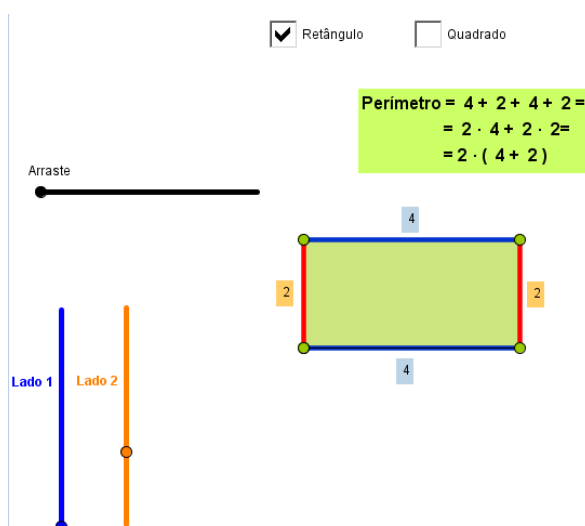 Retângulo
Quadrado
Perímetro = 4 + 2 + 4 + 2 =
= 2 · 4 + 2 · 2=
= 2 · ( 4 + 2 )
Arraste
4
2
2
4
Lado 1
Lado 2